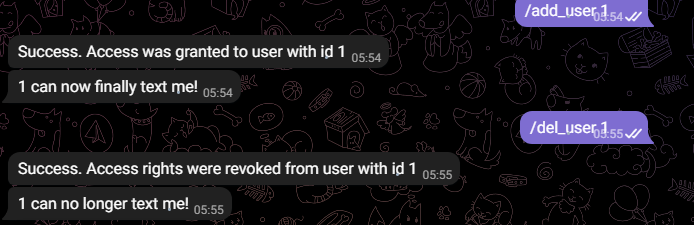 /add_user 1 05:54
Success. Access was granted to user with id 1 05:54
1 can now finally text me! 05:54
/del_user 1 05:55
Success. Access rights were revoked from user with id 1 05:55
1 can no longer text me! 05:55